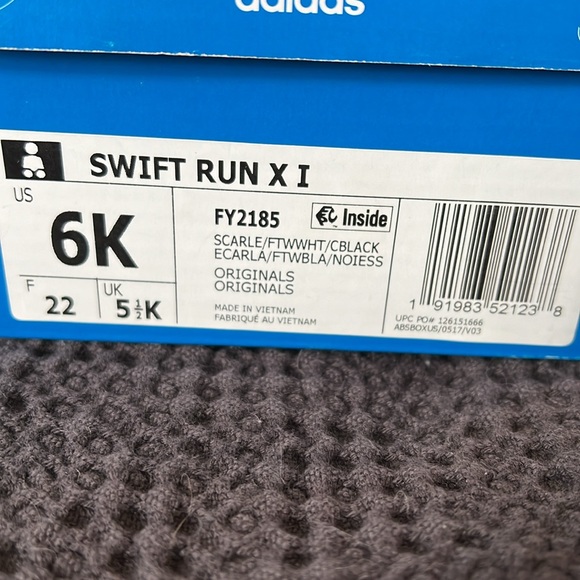 adidas
SWIFT RUN X I
US
6K
F
22
UK
5 ½ K
FY2185
Inside
SCARLE/FTWWHT/CBLACK
ECARLA/FTWBLA/NOIESS
ORIGINALS
ORIGINALS
MADE IN VIETNAM
FABRIQUÉ AU VIETNAM
1 91983 52123 8
UPC PO# 126151666
ABSBOXUS/0517/V03